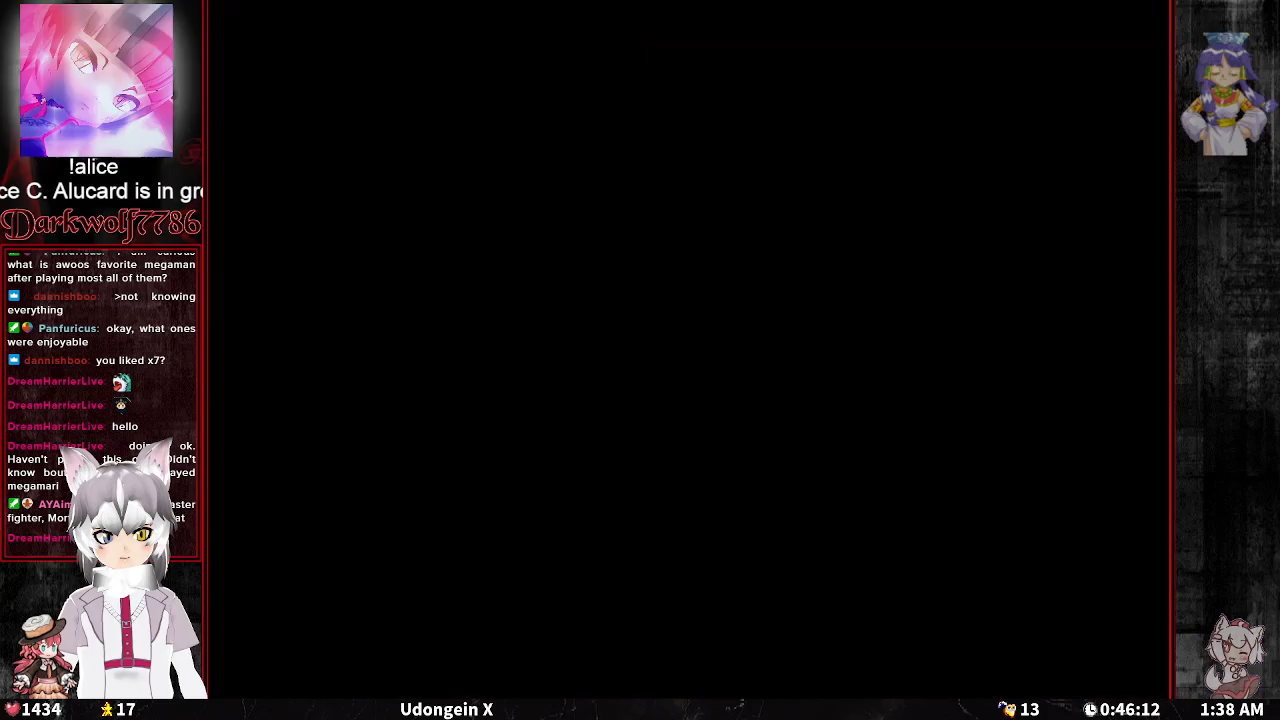 !alice
ce C. Alucard is in gre
Darkwolf7786
what is awoos favorite megaman
after playing most all of them?
dannishboo: >not knowing
everything
Panfuricus: okay, what ones
were enjoyable
dannishboo: you liked x7?
DreamHarrierLive:
DreamHarrierLive:
DreamHarrierLive: hello
DreamHarrierLive: ok.
Haven't this
know
megamari
fighter,
1434
17
Udongein X
13
0:46:12
1:38 AM